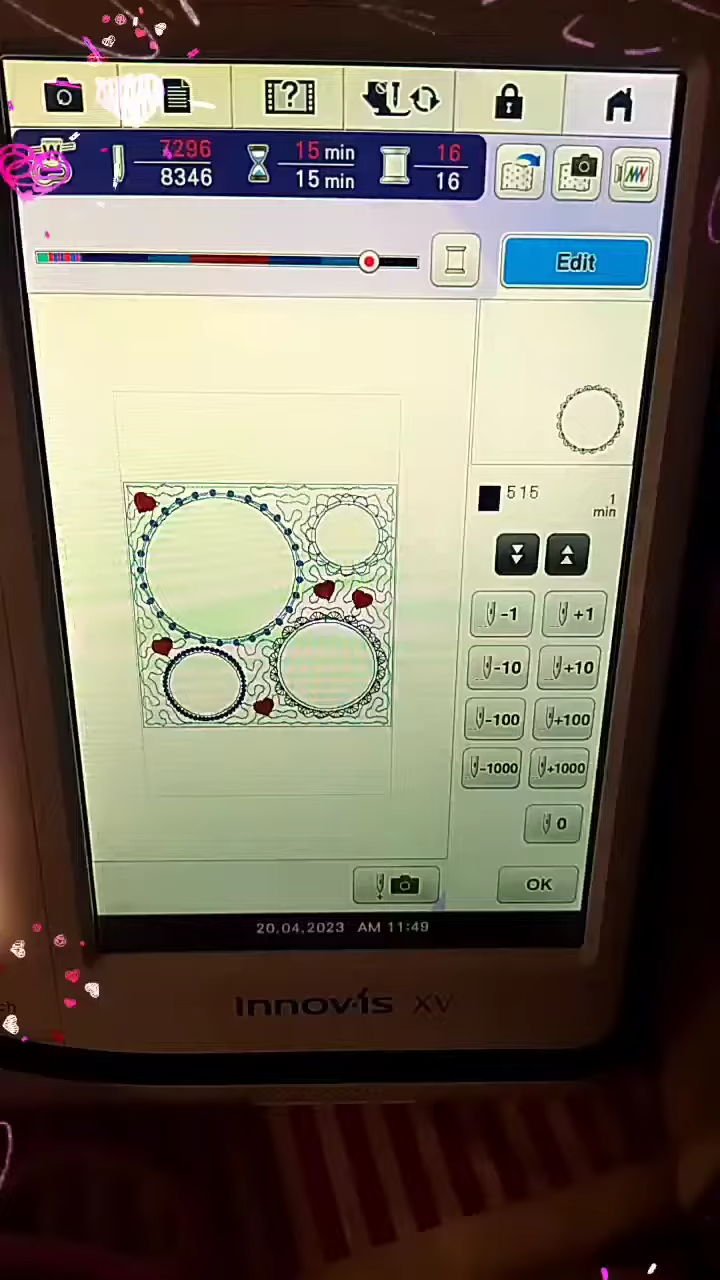 W
7296
8346
15 min
15 min
16
16
Edit
515
1
min
-1
+1
-10
+10
-100
+100
-1000
+1000
0
OK
20.04.2023 AM 11:49
Innov-ís XV